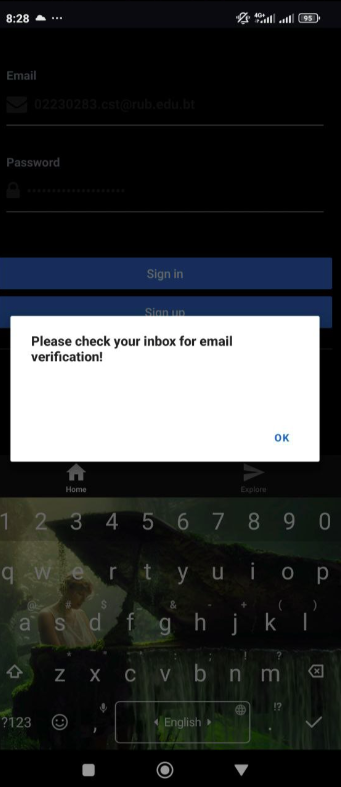 8:28
4G+
95
Email
02230283.cst@rub.edu.bt
Password
Sign in
Sign up
Please check your inbox for email
verification!
OK
Home
Explore
1 2 3 4 5 6 7 8 9 0
q w e r t y u i o p
@ # $ & - + ( )
a s d f g h j k l
* " ' : ; ! ?
z x c v b n m
?123 , English . !?